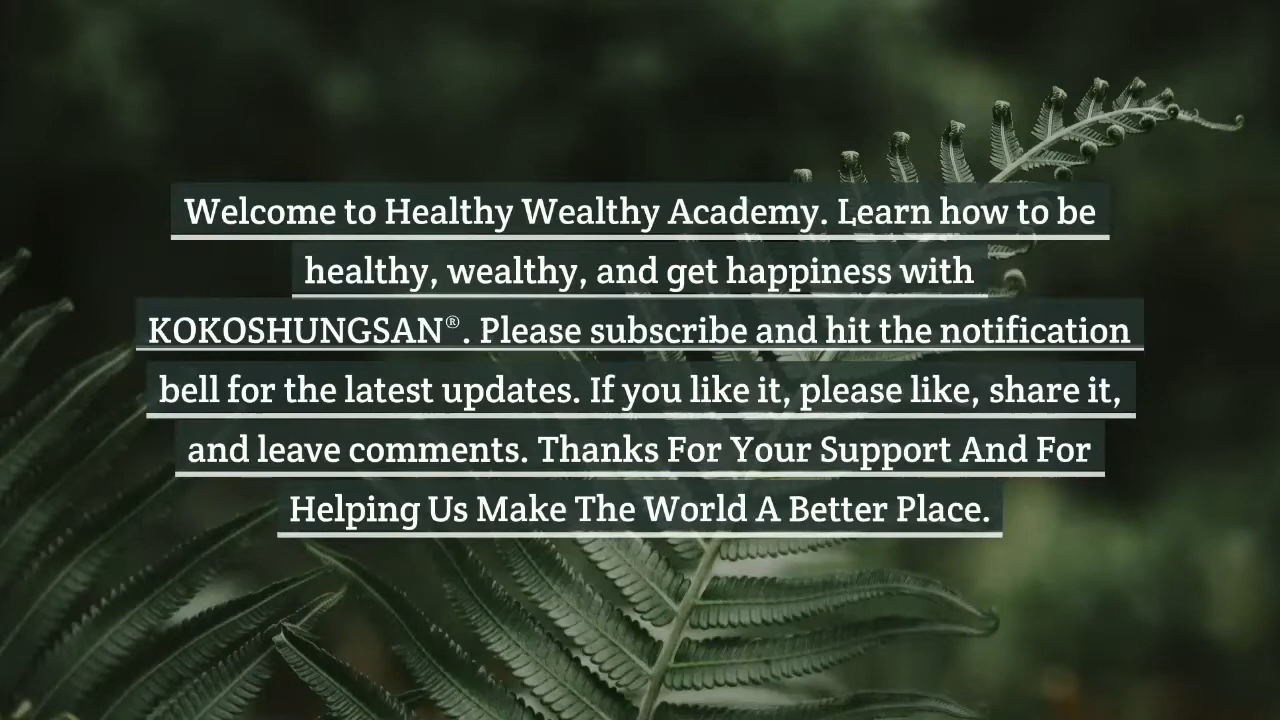 Welcome to Healthy Wealthy Academy. Learn how to be
healthy, wealthy, and get happiness with
KOKOSHUNGSAN®. Please subscribe and hit the notification
bell for the latest updates. If you like it, please like, share it,
and leave comments. Thanks For Your Support And For
Helping Us Make The World A Better Place.